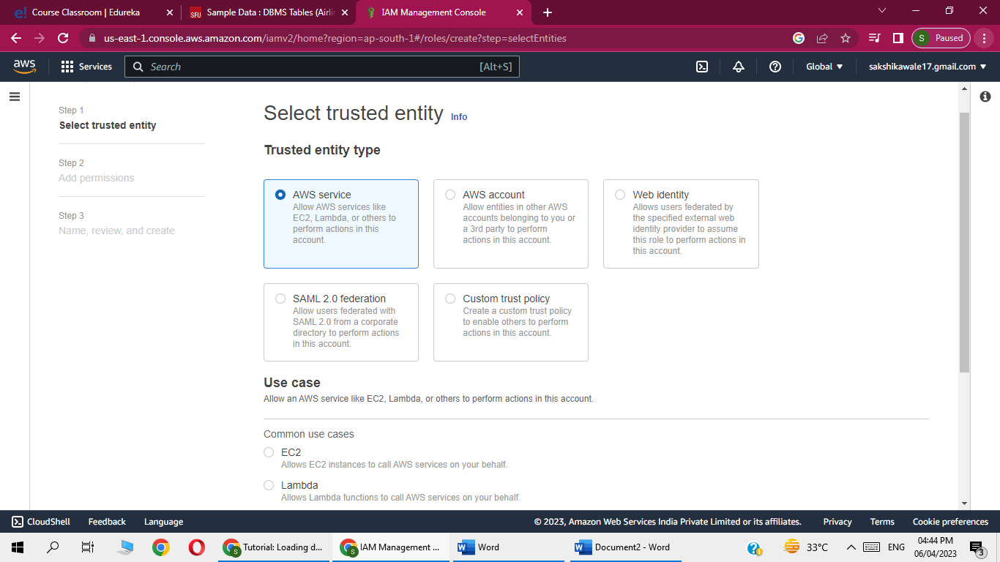 Course Classroom | Edureka
SFU Sample Data : DBMS Tables (Airli
IAM Management Console
us-east-1.console.aws.amazon.com/iamv2/home?region=ap-south-1#/roles/create?step=selectEntities
S Paused
aws Services Search [Alt+S] Global sakshikawale17.gmail.com
Step 1
Select trusted entity
Step 2
Add permissions
Step 3
Name, review, and create
Select trusted entity Info
Trusted entity type
AWS service
Allow AWS services like
EC2, Lambda, or others to
perform actions in this
account.
AWS account
Allow entities in other AWS
accounts belonging to you or
a 3rd party to perform
actions in this account.
Web identity
Allows users federated by
the specified external web
identity provider to assume
this role to perform actions in
this account.
SAML 2.0 federation
Allow users federated with
SAML 2.0 from a corporate
directory to perform actions
in this account.
Custom trust policy
Create a custom trust policy
to enable others to perform
actions in this account.
Use case
Allow an AWS service like EC2, Lambda, or others to perform actions in this account.
Common use cases
EC2
Allows EC2 instances to call AWS services on your behalf.
Lambda
Allows Lambda functions to call AWS services on your behalf.
CloudShell Feedback Language © 2023, Amazon Web Services India Private Limited or its affiliates. Privacy Terms Cookie preferences
Tutorial: Loading d... IAM Management ... Word Document2 - Word 33°C ENG
04:44 PM
06/04/2023
3